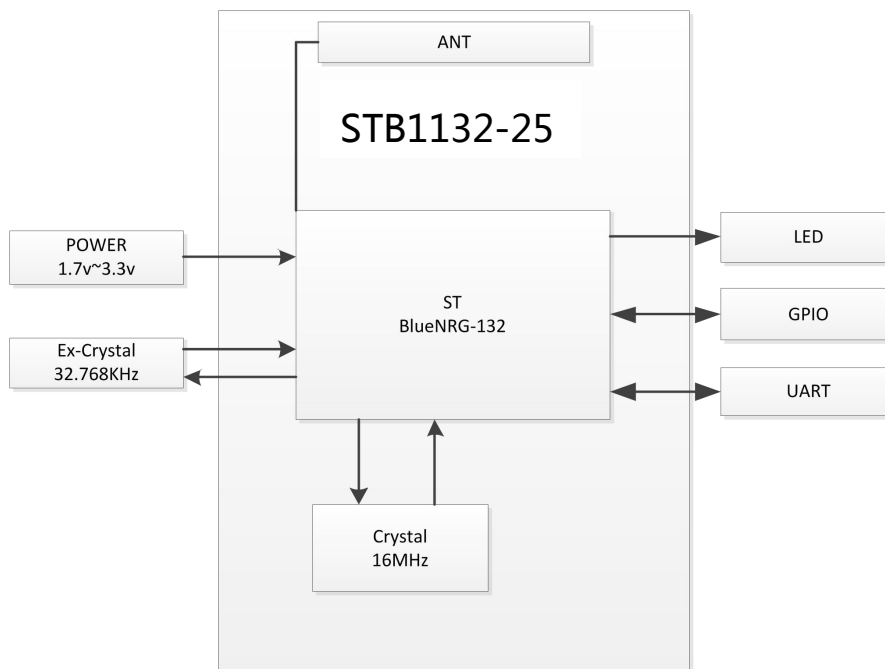 ANT
STB1132-25
POWER
1.7v~3.3v
LED
ST
BlueNRG-132
GPIO
Ex-Crystal
32.768KHz
UART
Crystal
16MHz